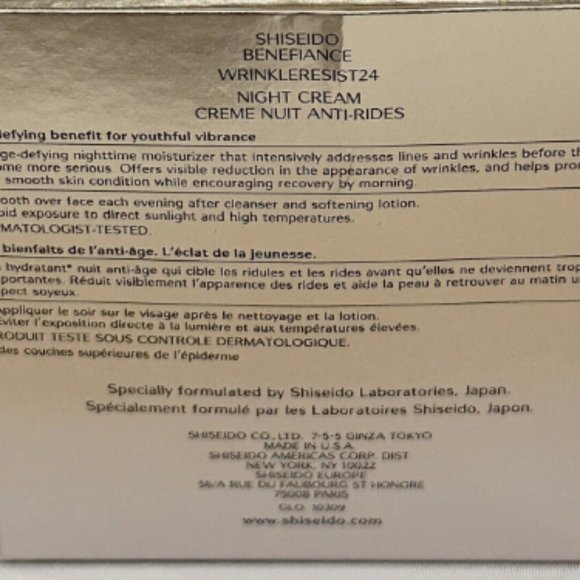 SHISEIDO
BENEFIANCE
WRINKLERESIST24
NIGHT CREAM
CREME NUIT ANTI-RIDES
efying benefit for youthful vibrance
ge-defying nighttime moisturizer that intensively addresses lines and wrinkles before th
me more serious. Offers visible reduction in the appearance of wrinkles, and helps pro
smooth skin condition while encouraging recovery by morning.
ooth over face each evening after cleanser and softening lotion.
oid exposure to direct sunlight and high temperatures.
MATOLOGIST-TESTED.
bienfaits de l'anti-âge. L'éclat de la jeunesse.
hydratant* nuit anti-âge qui cible les ridules et les rides avant qu'elles ne deviennent trop
portantes. Réduit visiblement l'apparence des rides et aide la peau à retrouver au matin u
pect soyeux.
Appliquer le soir sur le visage après le nettoyage et la lotion.
viter l'exposition directe à la lumière et aux températures élevées.
RODUIT TESTE SOUS CONTROLE DERMATOLOGIQUE.
des couches supérieures de l'épiderme
Specially formulated by Shiseido Laboratories, Japan.
Spécialement formulé par les Laboratoires Shiseido, Japon.
SHISEIDO CO., LTD. 7-5-5 GINZA TOKYO
MADE IN U.S.A.
SHISEIDO AMERICAS CORP. DIST.
NEW YORK, NY 10022
SHISEIDO EUROPE
56/A RUE DU FAUBOURG ST HONORE
75008 PARIS
GLO. 10309
www.shiseido.com